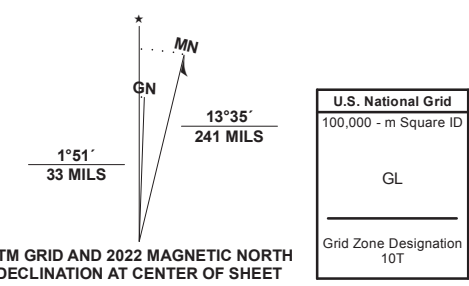 ★
MN
GN
13°35´
241 MILS
1°51´
33 MILS
TM GRID AND 2022 MAGNETIC NORTH
DECLINATION AT CENTER OF SHEET
U.S. National Grid
100,000 - m Square ID
GL
Grid Zone Designation
10T